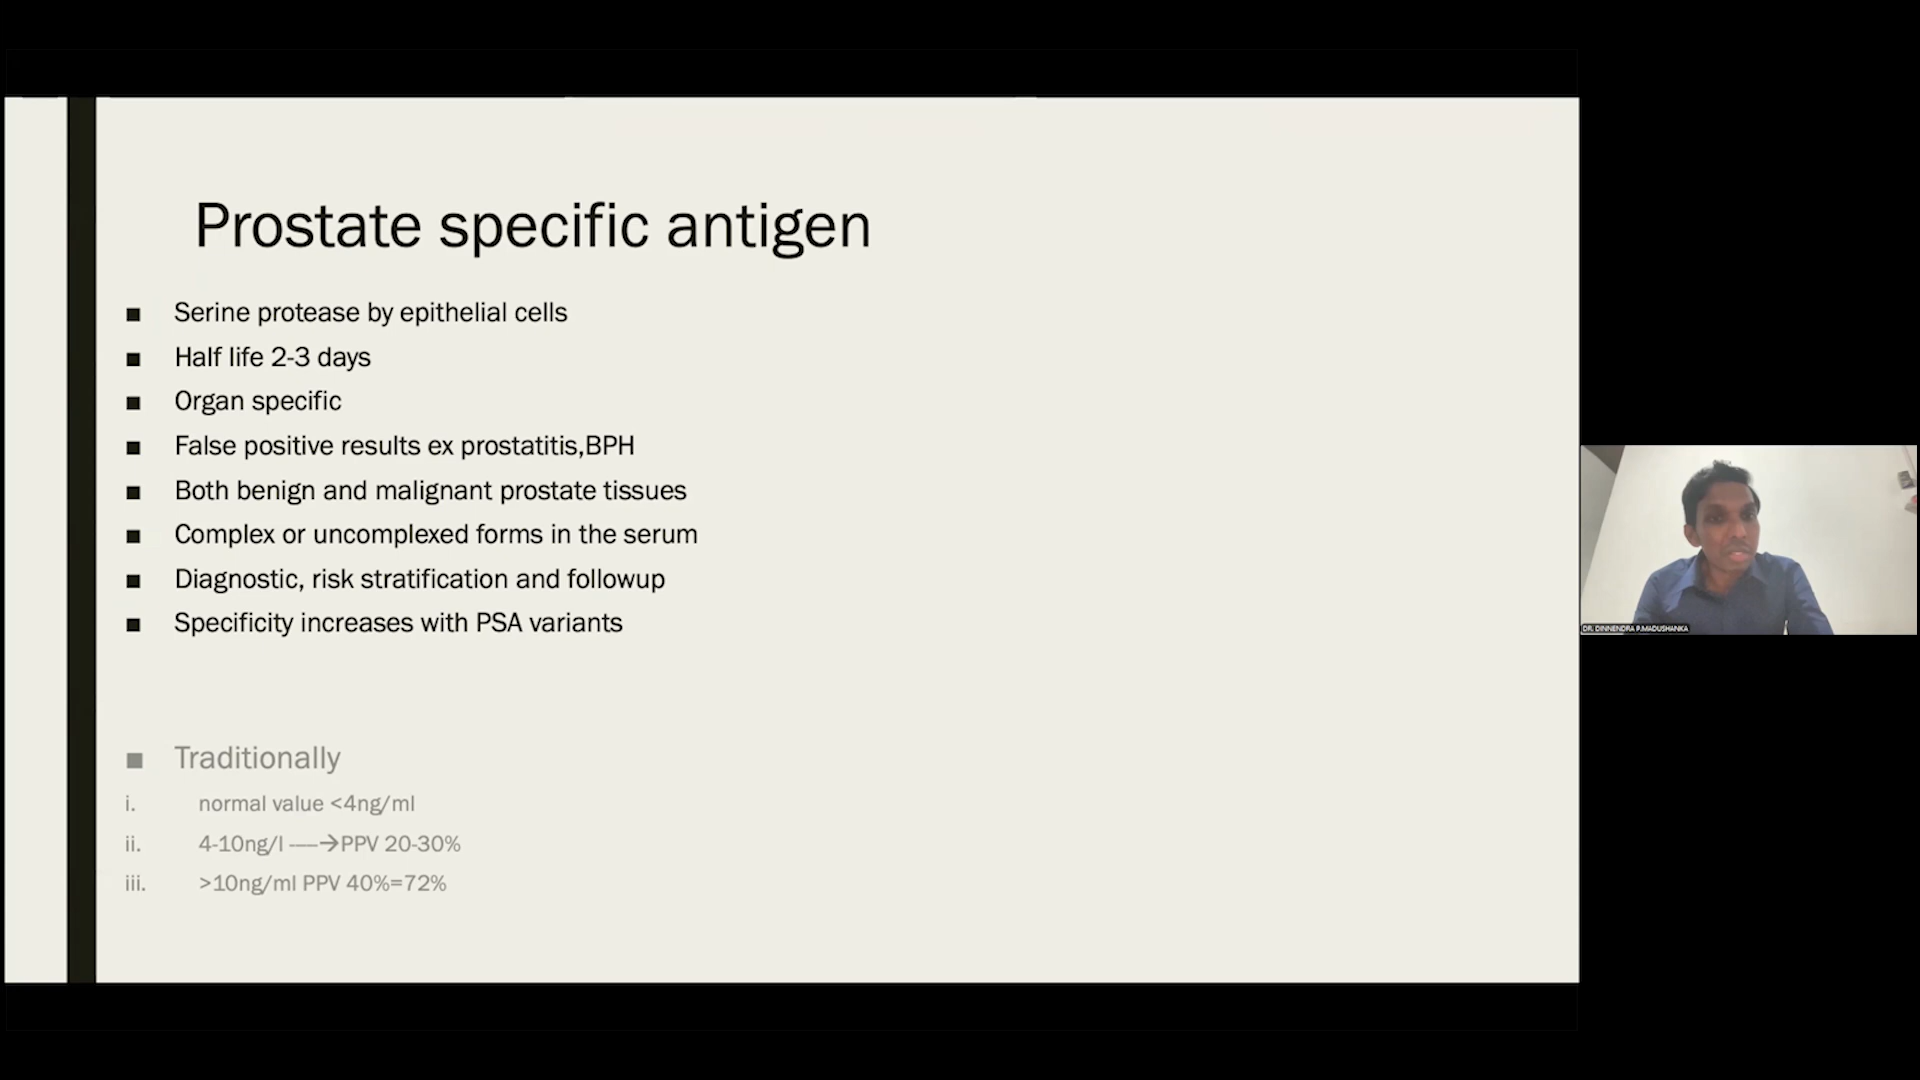 Prostate specific antigen
■ Serine protease by epithelial cells
■ Half life 2-3 days
■ Organ specific
■ False positive results ex prostatitis,BPH
■ Both benign and malignant prostate tissues
■ Complex or uncomplexed forms in the serum
■ Diagnostic, risk stratification and followup
■ Specificity increases with PSA variants
■ Traditionally
i. normal value <4ng/ml
ii. 4-10ng/l ----→PPV 20-30%
iii. >10ng/ml PPV 40%=72%
DR. DINNENDRA P.MADUSHANKA